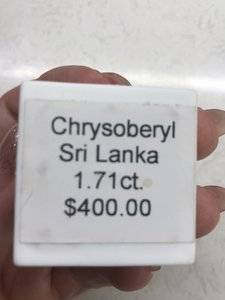 Chrysoberyl
Sri Lanka
1.71ct.
$400.00